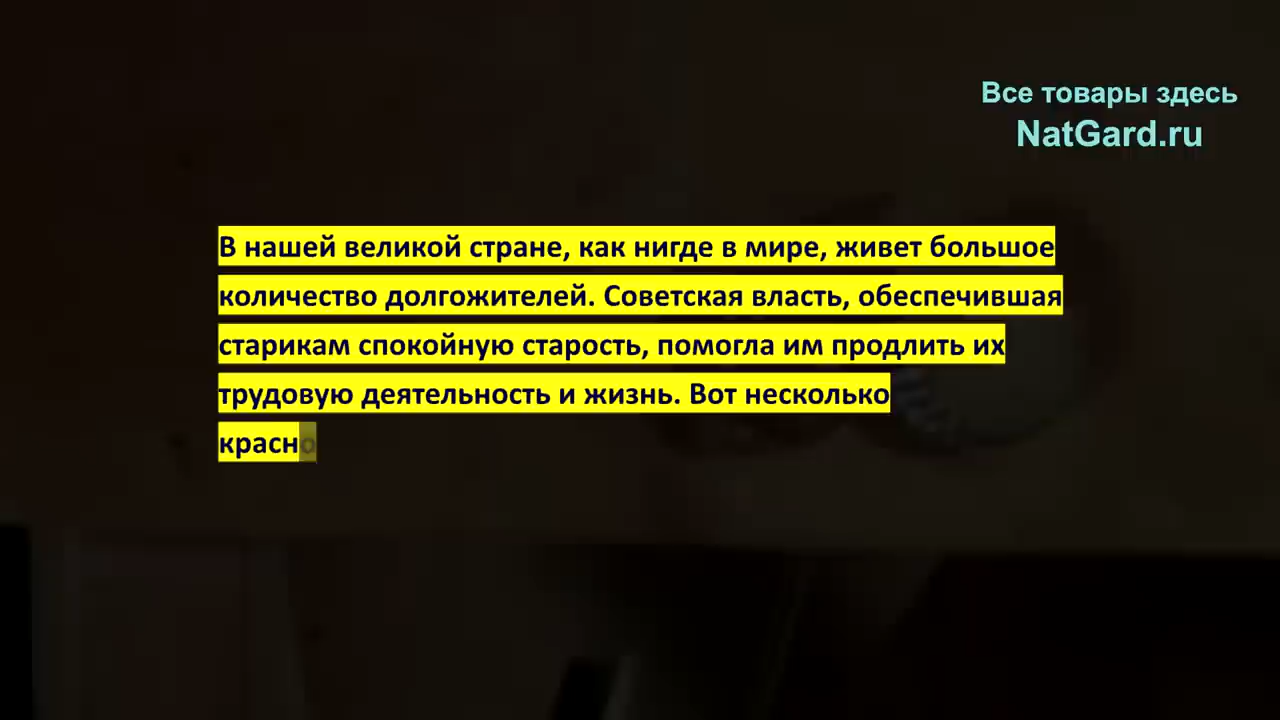 Все товары здесь
NatGard.ru
В нашей великой стране, как нигде в мире, живет большое
количество долгожителей. Советская власть, обеспечившая
старикам спокойную старость, помогла им продлить их
трудовую деятельность и жизнь. Вот несколько
красно